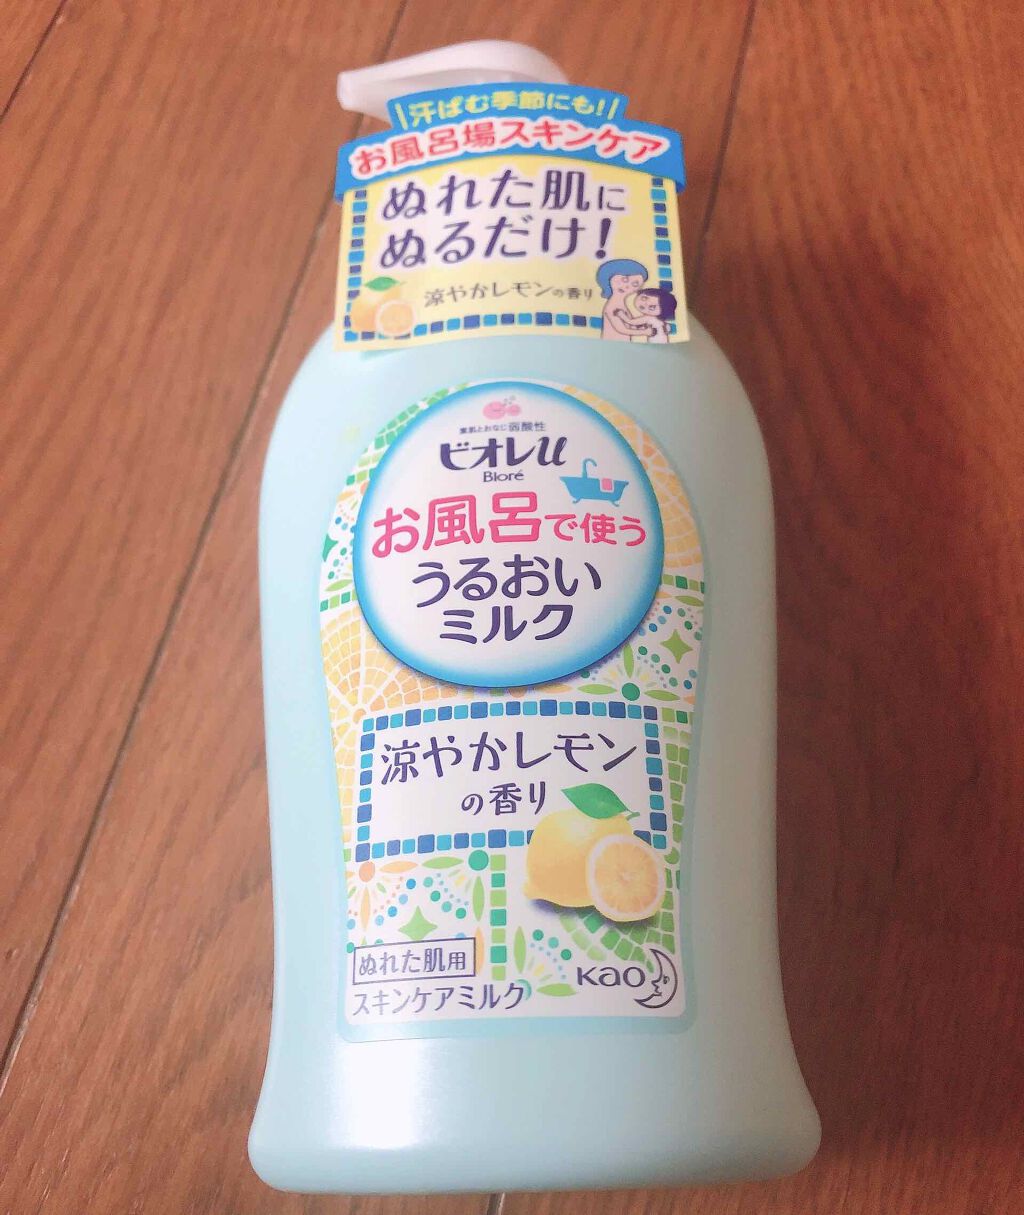 汗ばむ季節にも!
お風呂場スキンケア
ぬれた肌に
ぬるだけ!
涼やかレモンの香り
素肌とおなじ弱酸性
ビオレu
Bioré
お風呂で使う
うるおい
ミルク
涼やかレモン
の香り
ぬれた肌用
スキンケアミルク
Kao